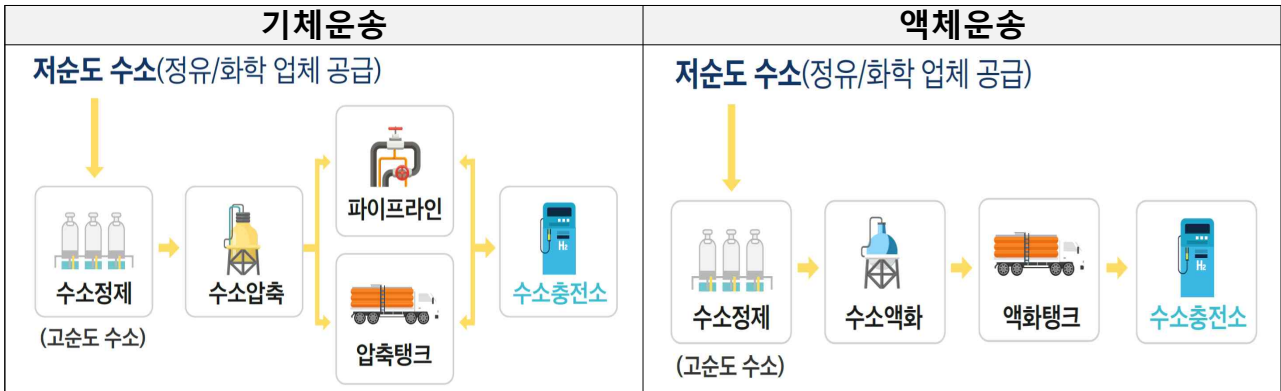 기체운송
저순도 수소(정유/화학 업체 공급)
수소정제
(고순도 수소)
수소압축
파이프라인
압축탱크
H₂
수소충전소
액체운송
저순도 수소(정유/화학 업체 공급)
수소정제
(고순도 수소)
수소액화
액화탱크
H₂
수소충전소